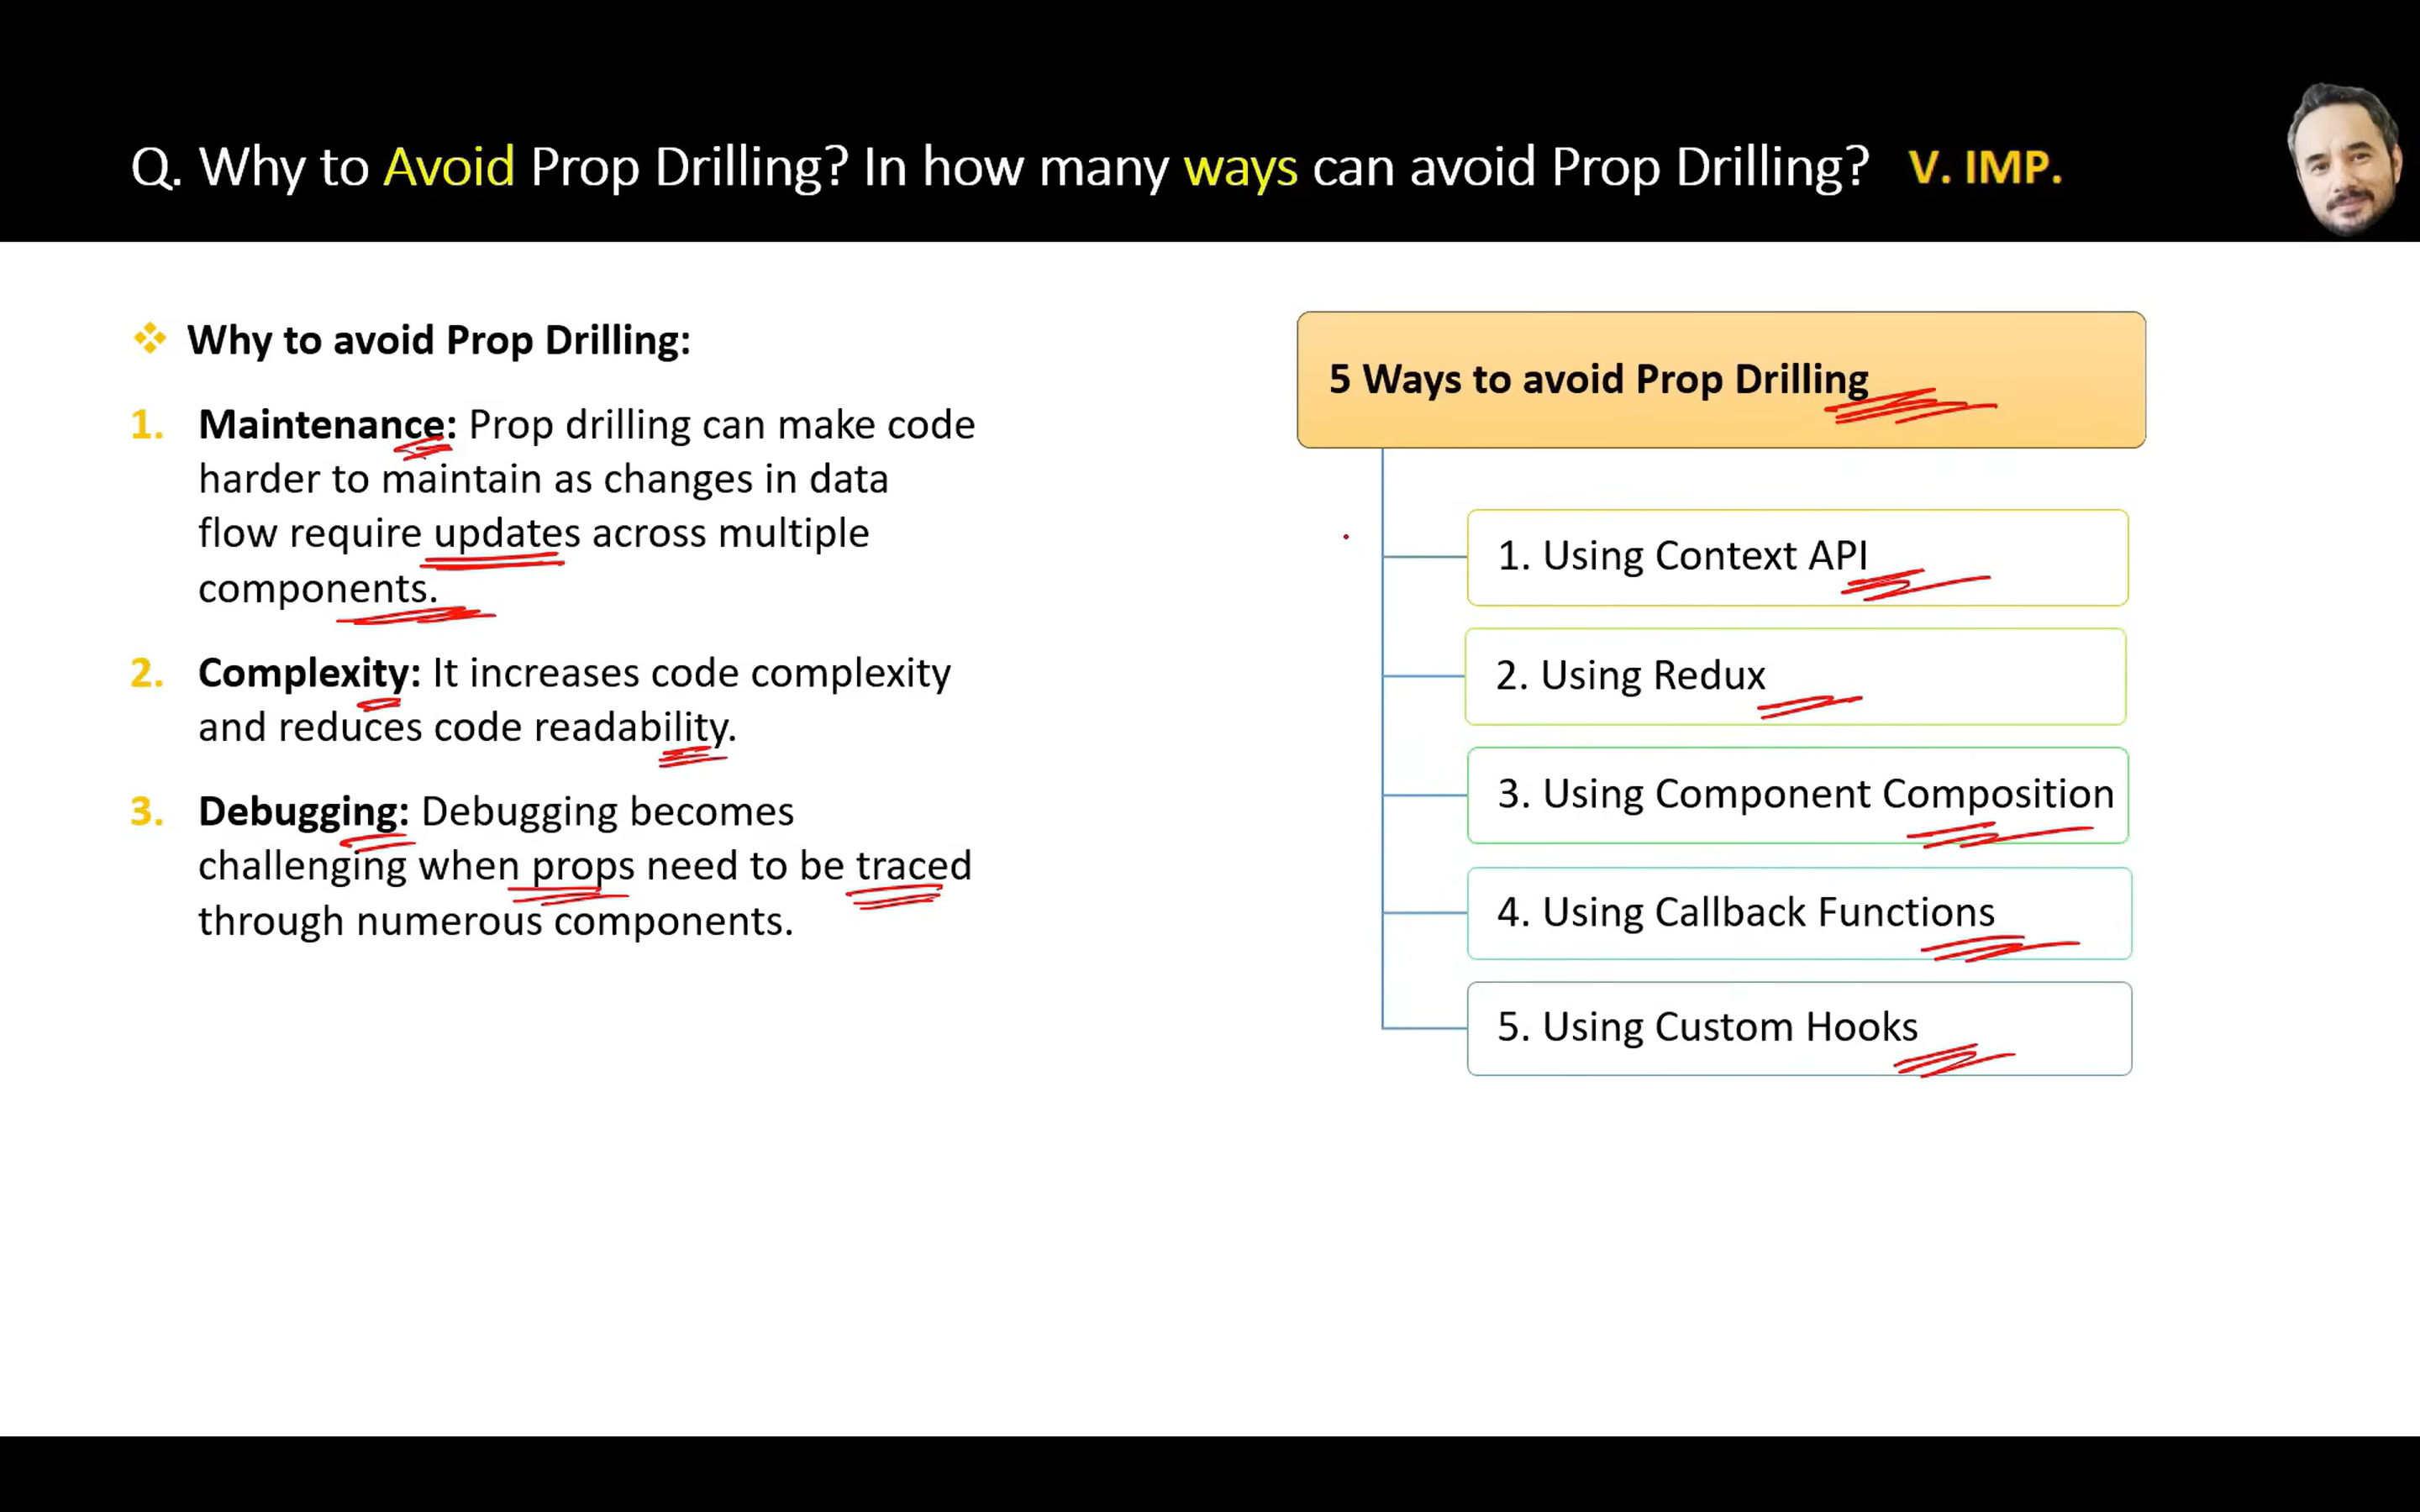 Q. Why to Avoid Prop Drilling? In how many ways can avoid Prop Drilling? V. IMP.
Why to avoid Prop Drilling:
1. Maintenance: Prop drilling can make code
harder to maintain as changes in data
flow require updates across multiple
components.
2. Complexity: It increases code complexity
and reduces code readability.
3. Debugging: Debugging becomes
challenging when props need to be traced
through numerous components.
5 Ways to avoid Prop Drilling
1. Using Context API
2. Using Redux
3. Using Component Composition
4. Using Callback Functions
5. Using Custom Hooks